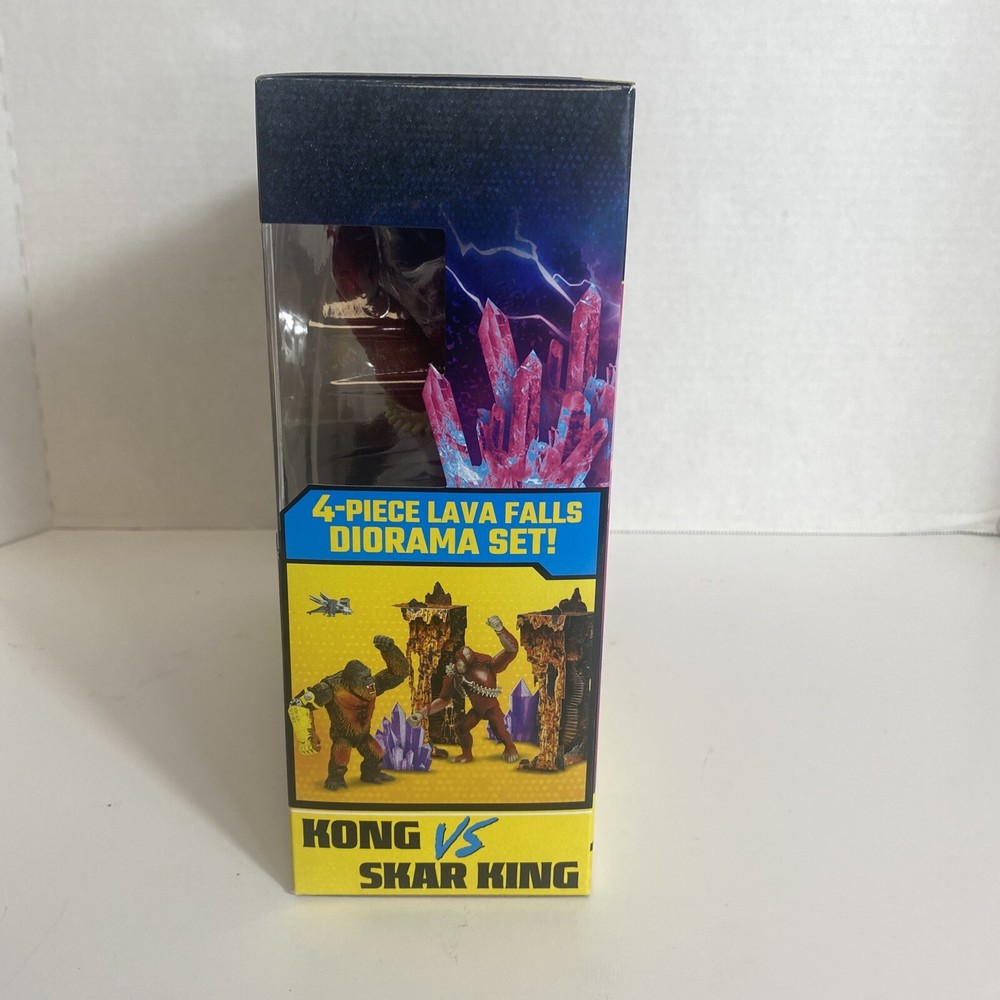 4-PIECE LAVA FALLS
DIORAMA SET!
KONG VS
SKAR KING